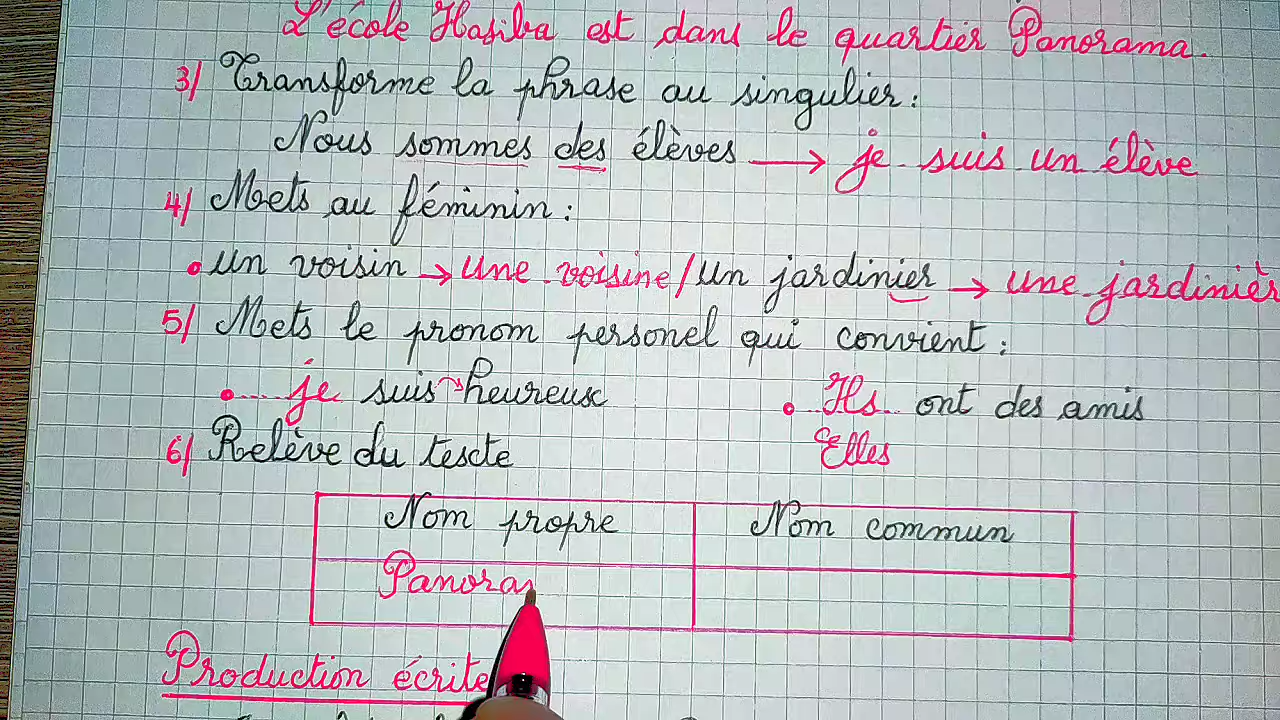 L'école Hasiba est dans le quartier Panorama.
3/ Transforme la phrase au singulier:
Nous sommes des élèves → je suis un élève
4/ Mets au féminin:
• un voisin → une voisine / un jardinier → une jardinièr
5/ Mets le pronom personel qui convient:
•..... je suis heureux • .. Ils.. ont des amis
Elles
6/ Relève du texte
Nom propre Nom commun
Panora
Production écrite